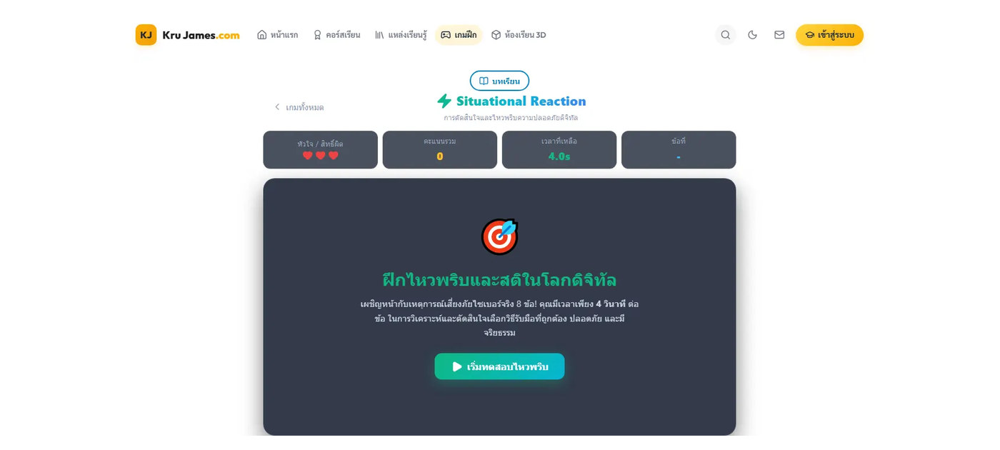 KJ Kru James.com หน้าแรก คอร์สเรียน แหล่งเรียนรู้ เกมฝึก ห้องเรียน 3D เข้าสู่ระบบ
บทเรียน
เกมทั้งหมด
Situational Reaction
การตัดสินใจและไหวพริบความปลอดภัยดิจิทัล
หัวใจ / สิทธิ์ผิด
คะแนนรวม
0
เวลาที่เหลือ
4.0s
ข้อที่
-
ฝึกไหวพริบและสติในโลกดิจิทัล
เผชิญหน้ากับเหตุการณ์เสี่ยงภัยไซเบอร์จริง 8 ข้อ! คุณมีเวลาเพียง 4 วินาที ต่อ
ข้อ ในการวิเคราะห์และตัดสินใจเลือกวิธีรับมือที่ถูกต้อง ปลอดภัย และมี
จริยธรรม
เริ่มทดสอบไหวพริบ